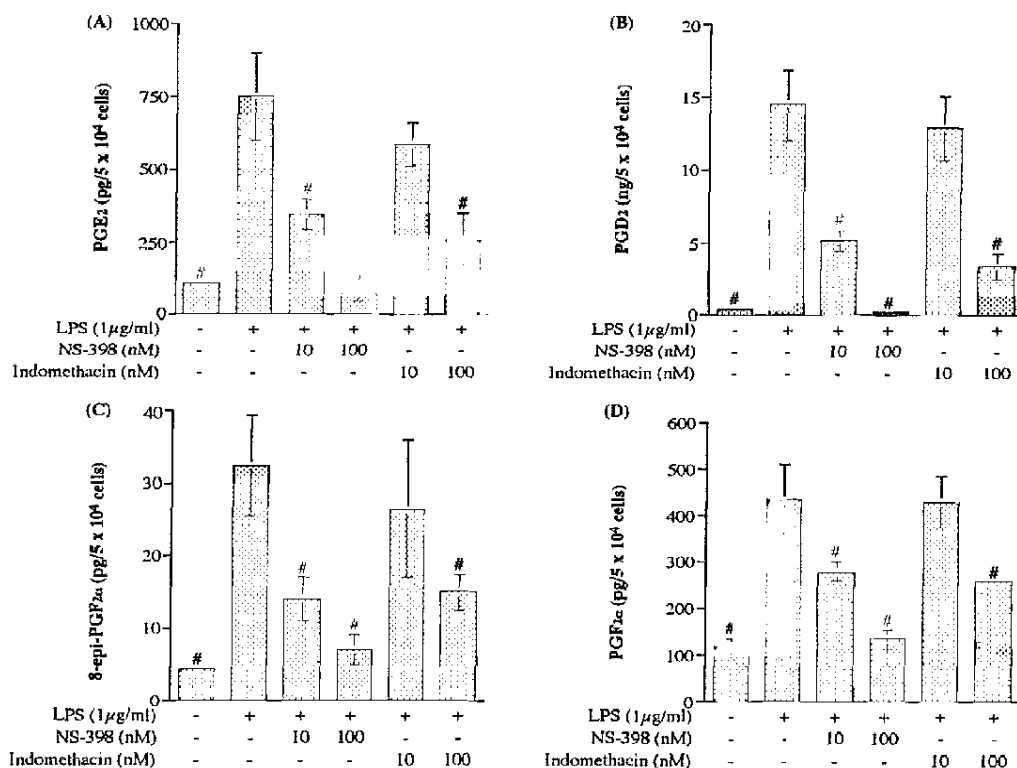 (A)
1000
750
500
250
0
PGE2 (pg/5 x 10⁴ cells)
# # # #
LPS (1μg/ml) - + + + + +
NS-398 (nM) - - 10 100 - -
Indomethacin (nM) - - - - 10 100
(B)
20
15
10
5
0
PGD2 (ng/5 x 10⁴ cells)
# # # #
LPS (1μg/ml) - + + + + +
NS-398 (nM) - - 10 100 - -
Indomethacin (nM) - - - - 10 100
(C)
40
30
20
10
0
8-epi-PGF2α (pg/5 x 10⁴ cells)
# # # #
LPS (1μg/ml) - + + + + +
NS-398 (nM) - - 10 100 - -
Indomethacin (nM) - - - - 10 100
(D)
600
500
400
300
200
100
0
PGF2α (pg/5 x 10⁴ cells)
# # # #
LPS (1μg/ml) - + + + + +
NS-398 (nM) - - 10 100 - -
Indomethacin (nM) - - - - 10 100